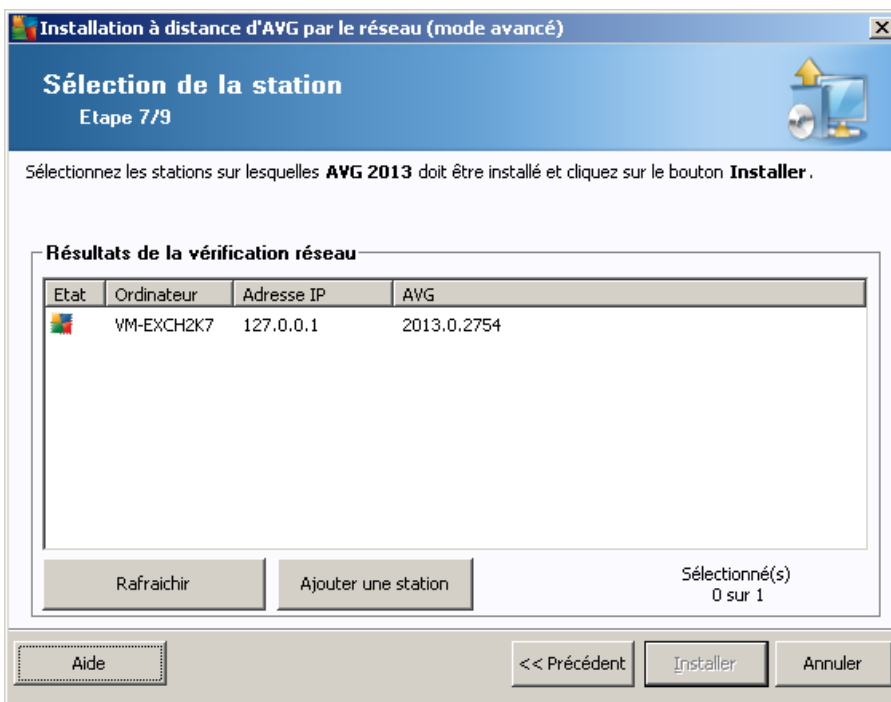 Installation à distance d'AVG par le réseau (mode avancé)
Sélection de la station
Etape 7/9
Sélectionnez les stations sur lesquelles AVG 2013 doit être installé et cliquez sur le bouton Installer.
Résultats de la vérification réseau
Etat Ordinateur Adresse IP AVG
VM-EXCH2K7 127.0.0.1 2013.0.2754
Rafraichir Ajouter une station Sélectionné(s)
0 sur 1
Aide << Précédent Installer Annuler